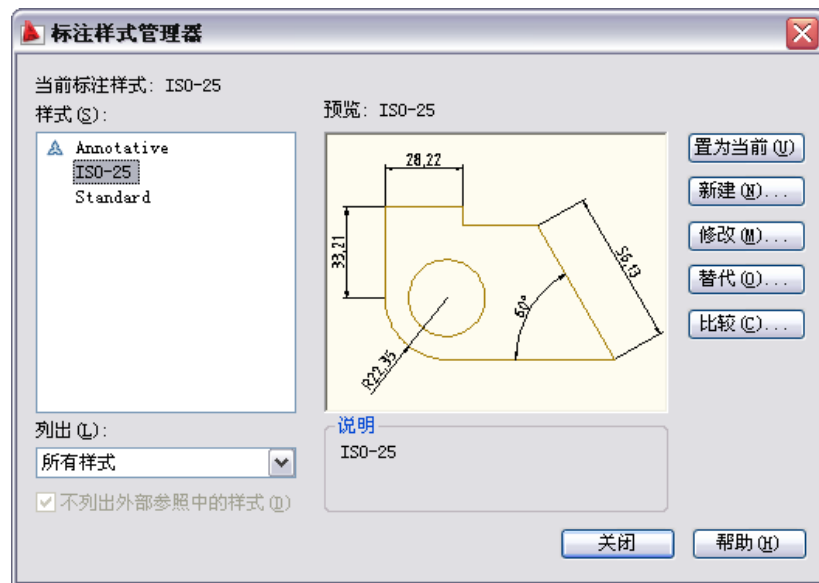 标注样式管理器
当前标注样式: ISO-25
样式(S):
Annotative
ISO-25
Standard
预览: ISO-25
28,22
33,21
56,13
60°
R22,35
置为当前(U)
新建(N)...
修改(M)...
替代(O)...
比较(C)...
列出(L):
所有样式
不列出外部参照中的样式(D)
说明
ISO-25
关闭
帮助(H)